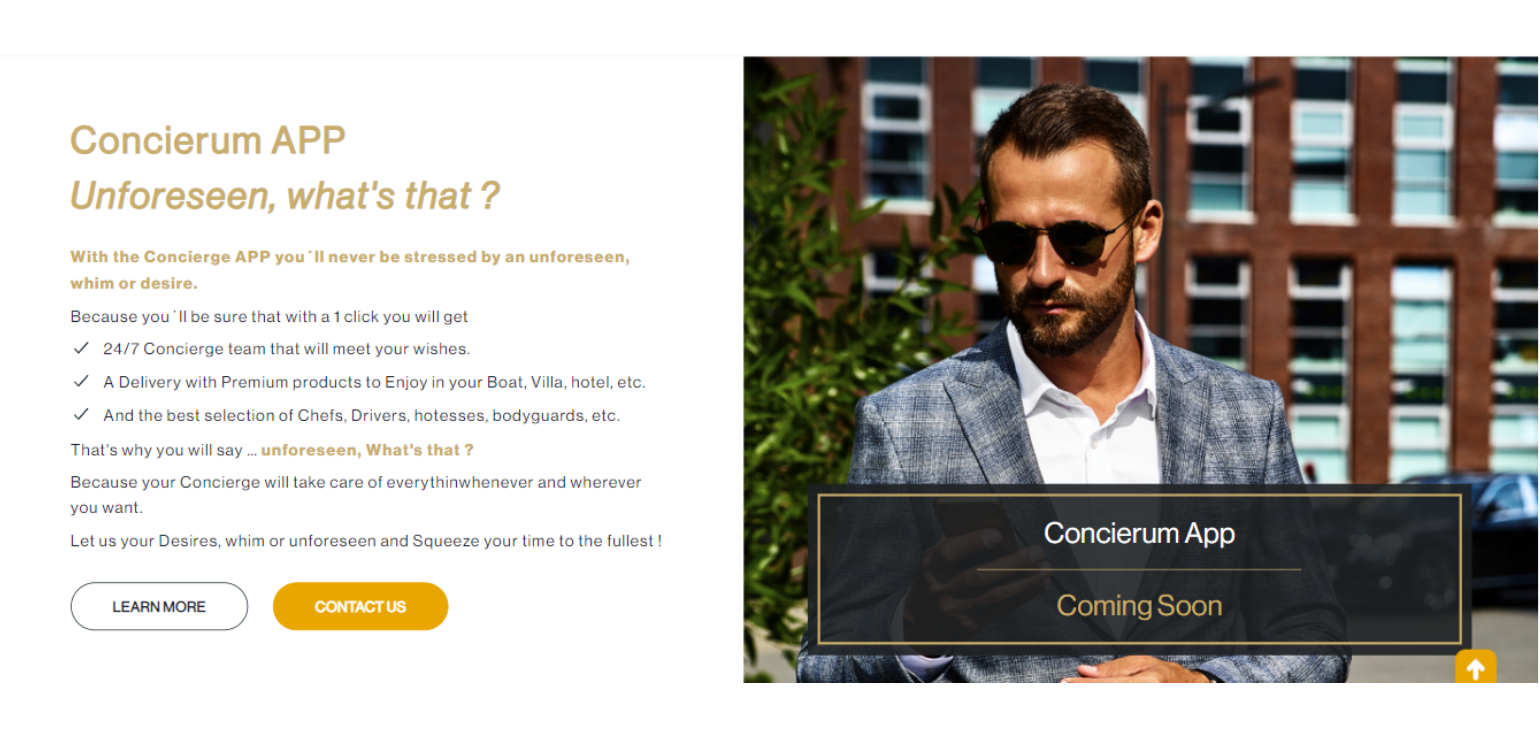 Concierum APP
Unforeseen, what's that ?
With the Concierge APP you´ll never be stressed by an unforeseen,
whim or desire.
Because you´ll be sure that with a 1 click you will get
24/7 Concierge team that will meet your wishes.
A Delivery with Premium products to Enjoy in your Boat, Villa, hotel, etc.
And the best selection of Chefs, Drivers, hotesses, bodyguards, etc.
That's why you will say ... unforeseen, What's that ?
Because your Concierge will take care of everythinwhenever and wherever
you want.
Let us your Desires, whim or unforeseen and Squeeze your time to the fullest !
LEARN MORE
CONTACT US
Concierum App
Coming Soon